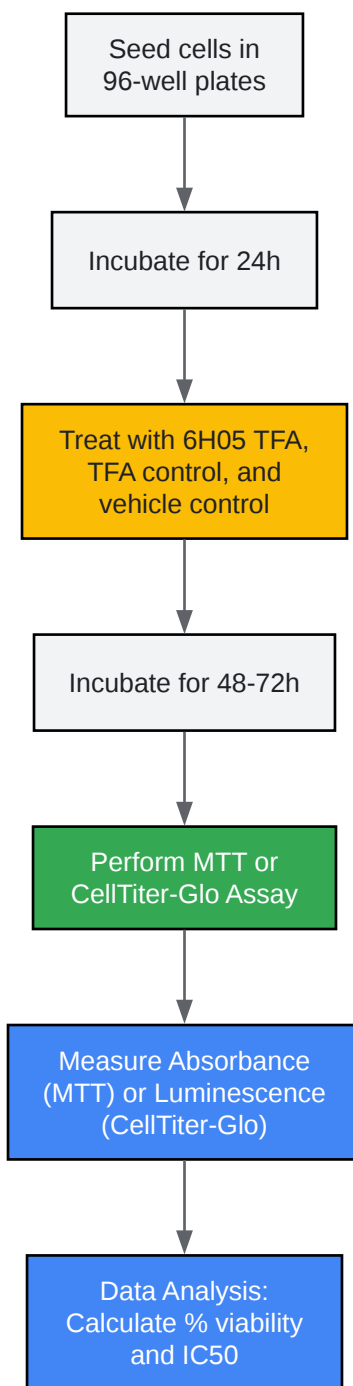 Seed cells in
96-well plates
Incubate for 24h
Treat with 6H05 TFA,
TFA control, and
vehicle control
Incubate for 48-72h
Perform MTT or
CellTiter-Glo Assay
Measure Absorbance
(MTT) or Luminescence
(CellTiter-Glo)
Data Analysis:
Calculate % viability
and IC50